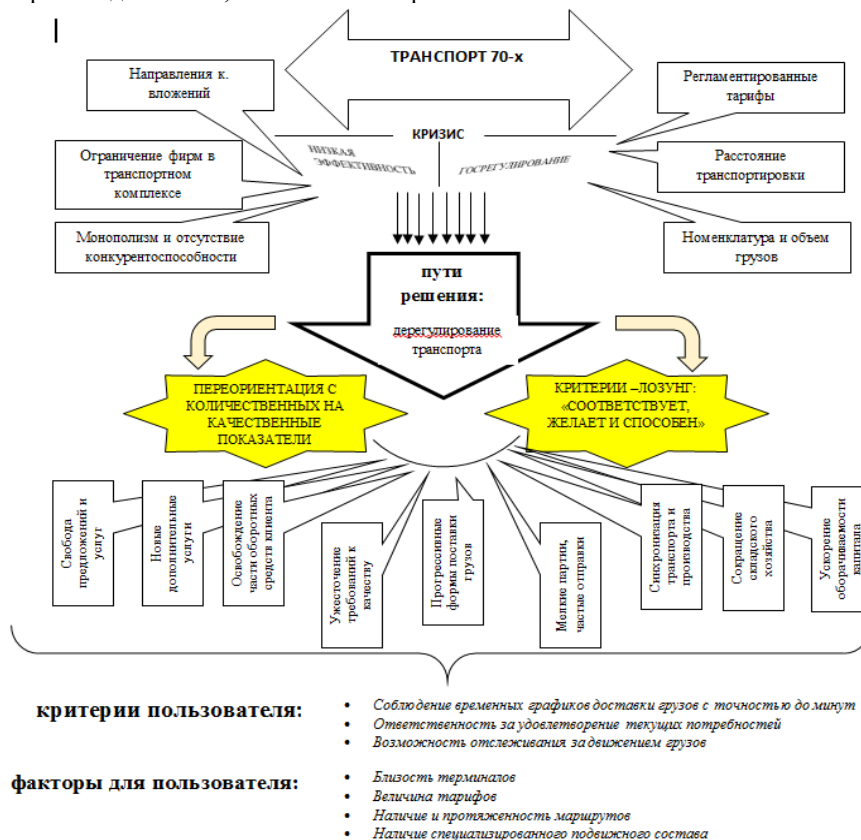 ТРАНСПОРТ 70-х
Направления к.
вложений
Регламентированные
тарифы
КРИЗИС
НИЗКАЯ
ЭФФЕКТИВНОСТЬ
ГОСРЕГУЛИРОВАНИЕ
Ограничение фирм в
транспортном
комплексе
Расстояние
транспортировки
Монополизм и отсутствие
конкурентоспособности
Номенклатура и объем
грузов
пути
решения:
дерегулирование
транспорта
ПЕРЕОРИЕНТАЦИЯ С
КОЛИЧЕСТВЕННЫХ НА
КАЧЕСТВЕННЫЕ
ПОКАЗАТЕЛИ
КРИТЕРИИ –ЛОЗУНГ:
«СООТВЕТСТВУЕТ,
ЖЕЛАЕТ И СПОСОБЕН»
Свобода
предложений и
услуг
Новые
дополнительные
услуги
Освобождение
части оборотных
средств клиента
Ужесточение
требований к
качеству
Прогрессивные
формы поставки
грузов
Мелкие партии,
частые отправки
Синхронизация
транспорта и
производства
Сокращение
складского
хозяйства
Ускорение
оборачиваемости
капитала
критерии пользователя:
• Соблюдение временных графиков доставки грузов с точностью до минут
• Ответственность за удовлетворение текущих потребностей
• Возможность отслеживания за движением грузов
факторы для пользователя:
• Близость терминалов
• Величина тарифов
• Наличие и протяженность маршрутов
• Наличие специализированного подвижного состава